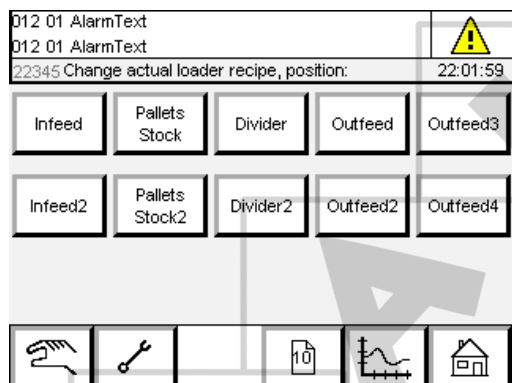 012 01 AlarmText
012 01 AlarmText
22345 Change actual loader recipe, position: 22:01:59
Infeed
Pallets
Stock
Divider
Outfeed
Outfeed3
Infeed2
Pallets
Stock2
Divider2
Outfeed2
Outfeed4
10